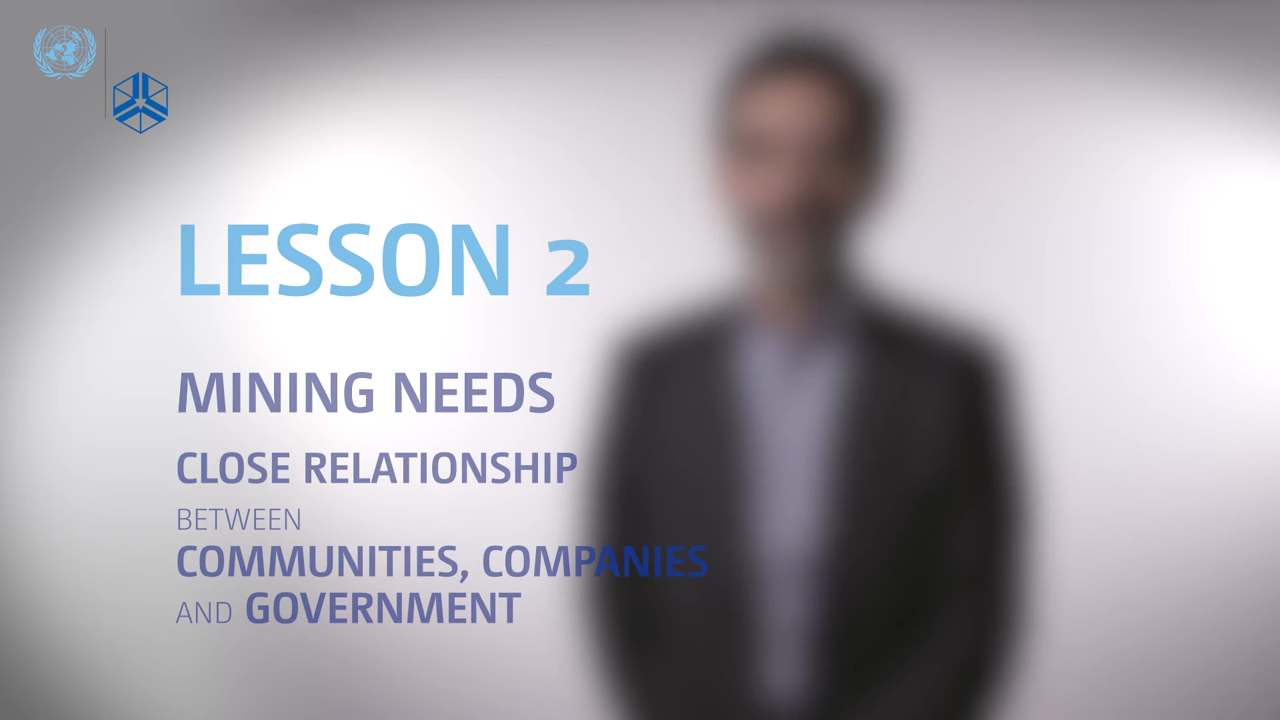 LESSON 2
MINING NEEDS
CLOSE RELATIONSHIP
BETWEEN
COMMUNITIES, COMPANIES
AND GOVERNMENT